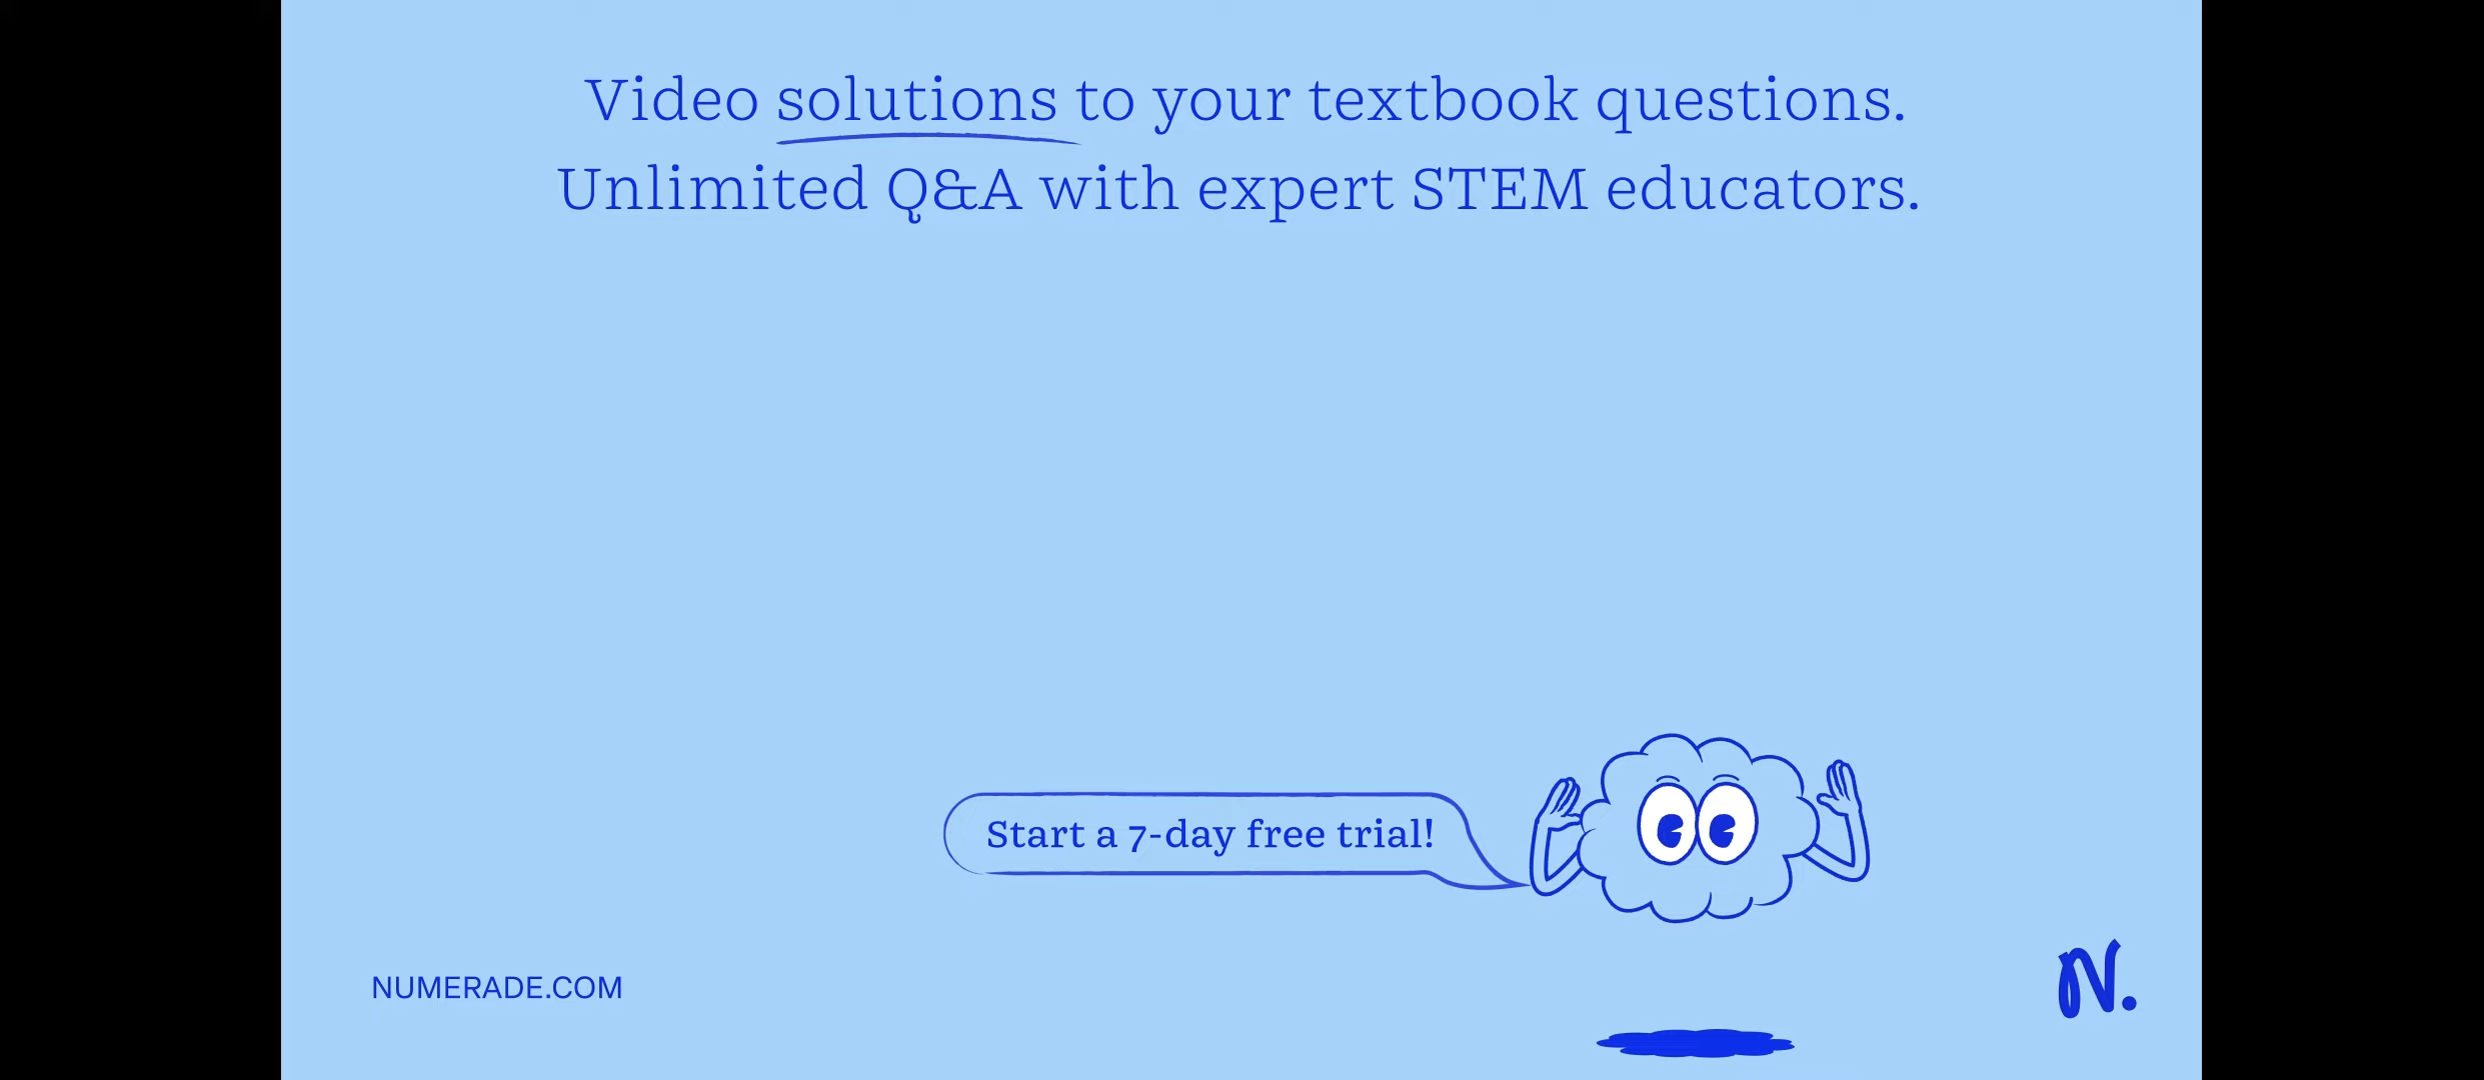 Video solutions to your textbook questions.
Unlimited Q&A with expert STEM educators.
Start a 7-day free trial!
NUMERADE.COM
N.